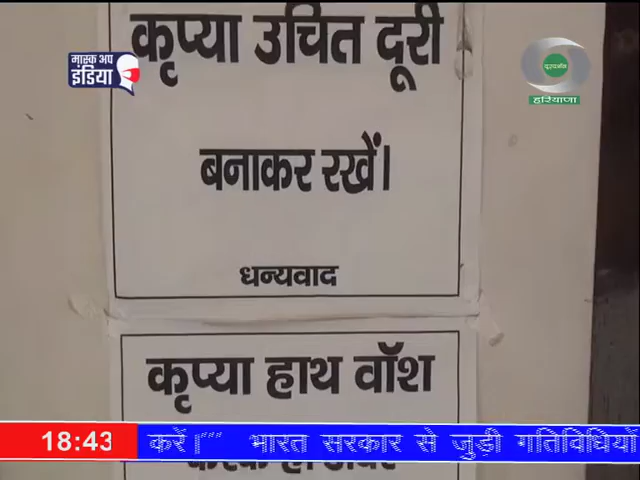 कृप्या उचित दूरी
मास्क अप
इंडिया
दूरदर्शन
हरियाणा
बनाकर रखें।
धन्यवाद
कृप्या हाथ वॉश
18:43 करें।"" भारत सरकार से जुड़ी गतिविधियों